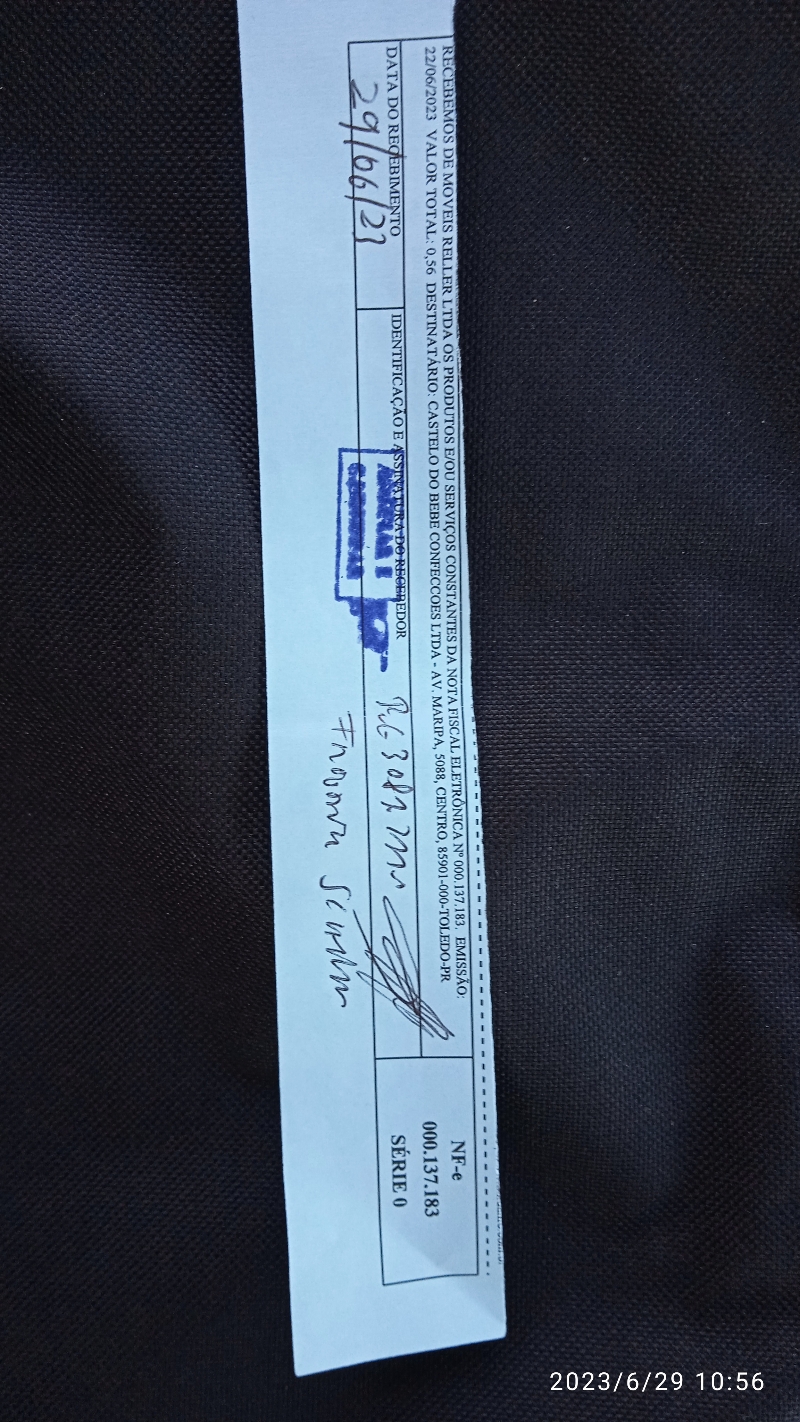 RECEBEMOS DE MOVEIS RELLER LTDA OS PRODUTOS E/OU SERVIÇOS CONSTANTES DA NOTA FISCAL ELETRÔNICA Nº 000.137.183. EMISSÃO:
22/06/2023 VALOR TOTAL: 0,56 DESTINATÁRIO: CASTELO DO BEBE CONFECCOES LTDA - AV. MARIPA, 5088, CENTRO, 85901-000-TOLEDO-PR
DATA DO RECEBIMENTO
29/06/23
IDENTIFICAÇÃO E ASSINATURA DO RECEBEDOR
RG
NF-e
000.137.183
SÉRIE 0
2023/6/29 10:56